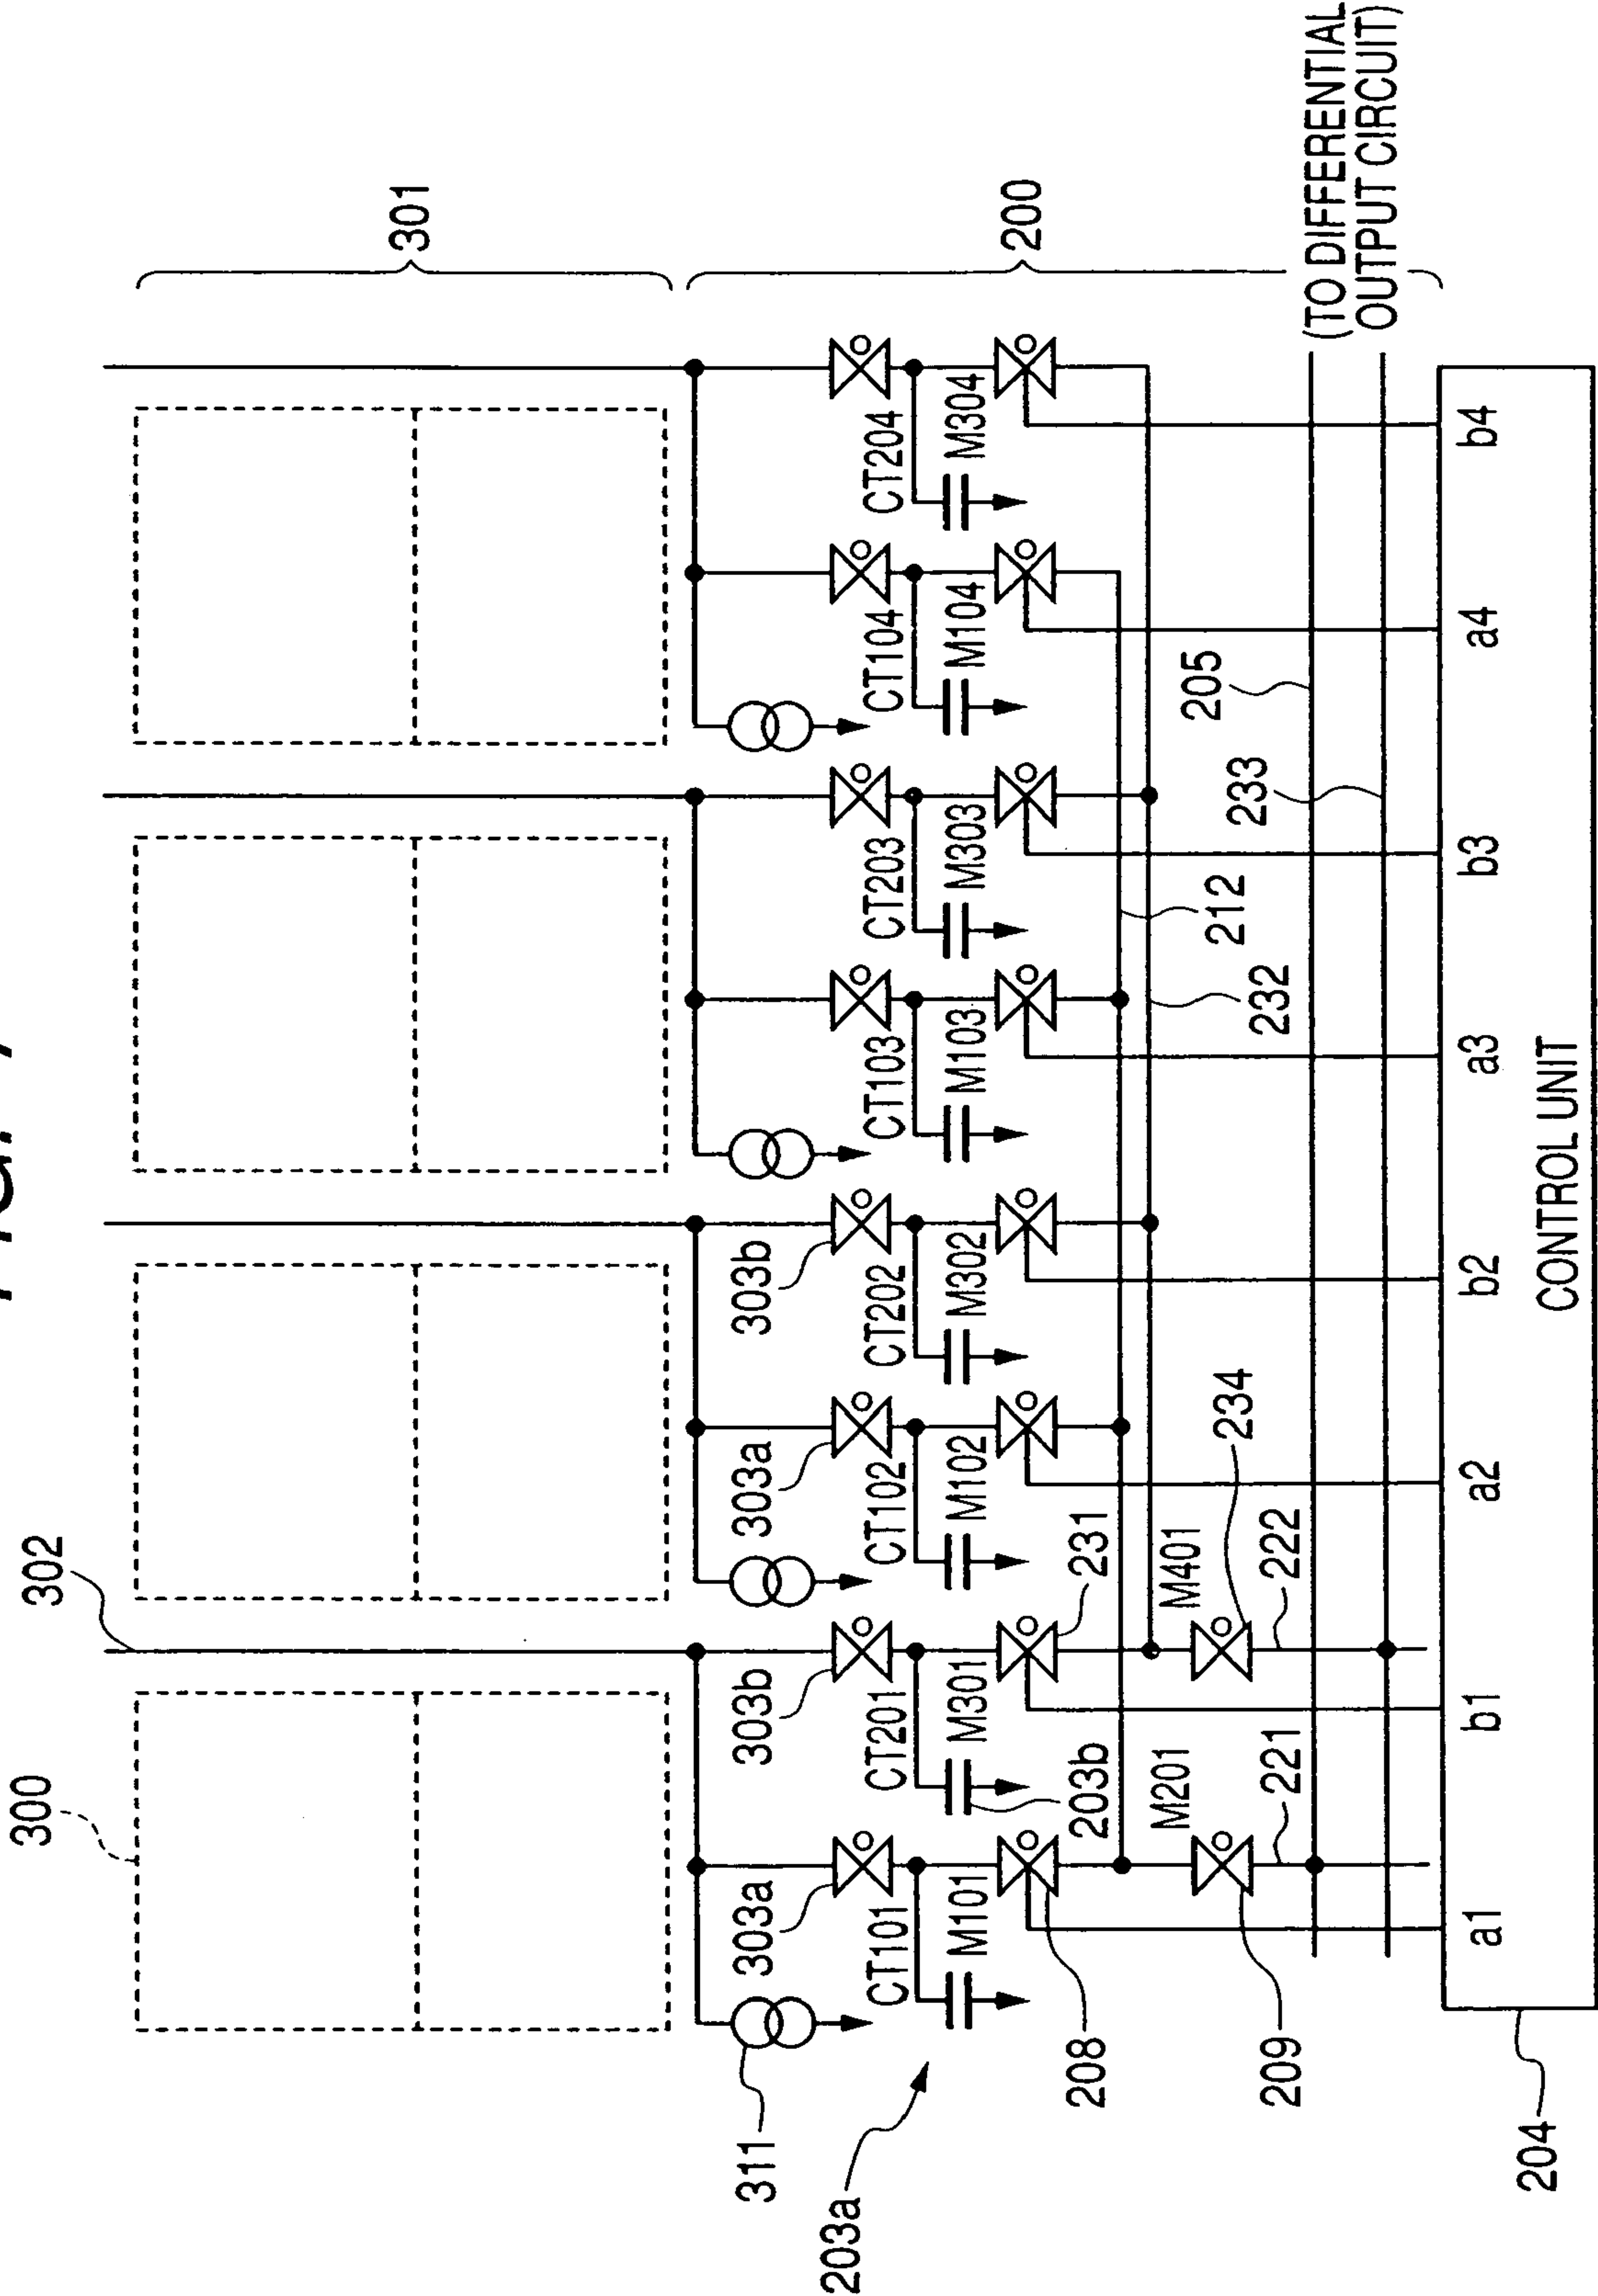 300
302
301
311
303a
303b
303a
303b
CT101
CT201
CT102
CT202
CT103
CT203
CT104
CT204
203a
M101
M301
M102
M302
M103
M303
M104
M304
200
208
203b
231
M201
M401
212
232
209
221
222
234
205
233
(TO DIFFERENTIAL
OUTPUT CIRCUIT)
a1
b1
a2
b2
a3
b3
a4
b4
CONTROL UNIT
204